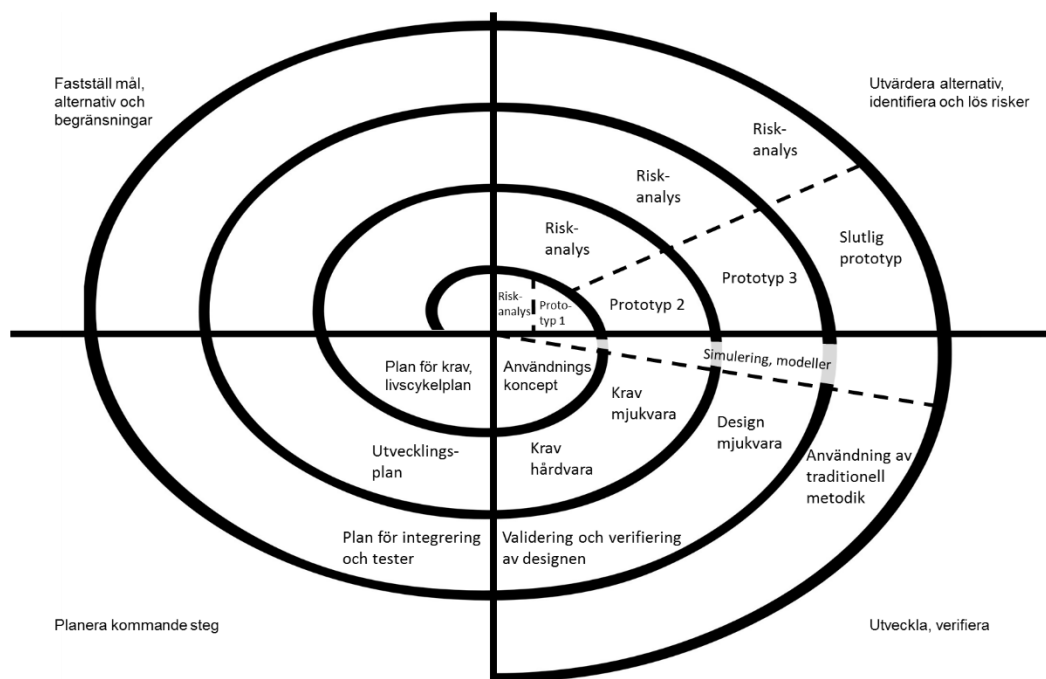 Fastställ mål,
alternativ och
begränsningar
Utvärdera alternativ,
identifiera och lös risker
Risk-
analys
Risk-
analys
Risk-
analys
Risk-
analys
Proto-
typ 1
Prototyp 2
Prototyp 3
Slutlig
prototyp
Simulering, modeller
Plan för krav,
livscykelplan
Användnings
koncept
Krav
mjukvara
Design
mjukvara
Användning av
traditionell
metodik
Utvecklings-
plan
Krav
hårdvara
Plan för integrering
och tester
Validering och verifiering
av designen
Planera kommande steg
Utveckla, verifiera